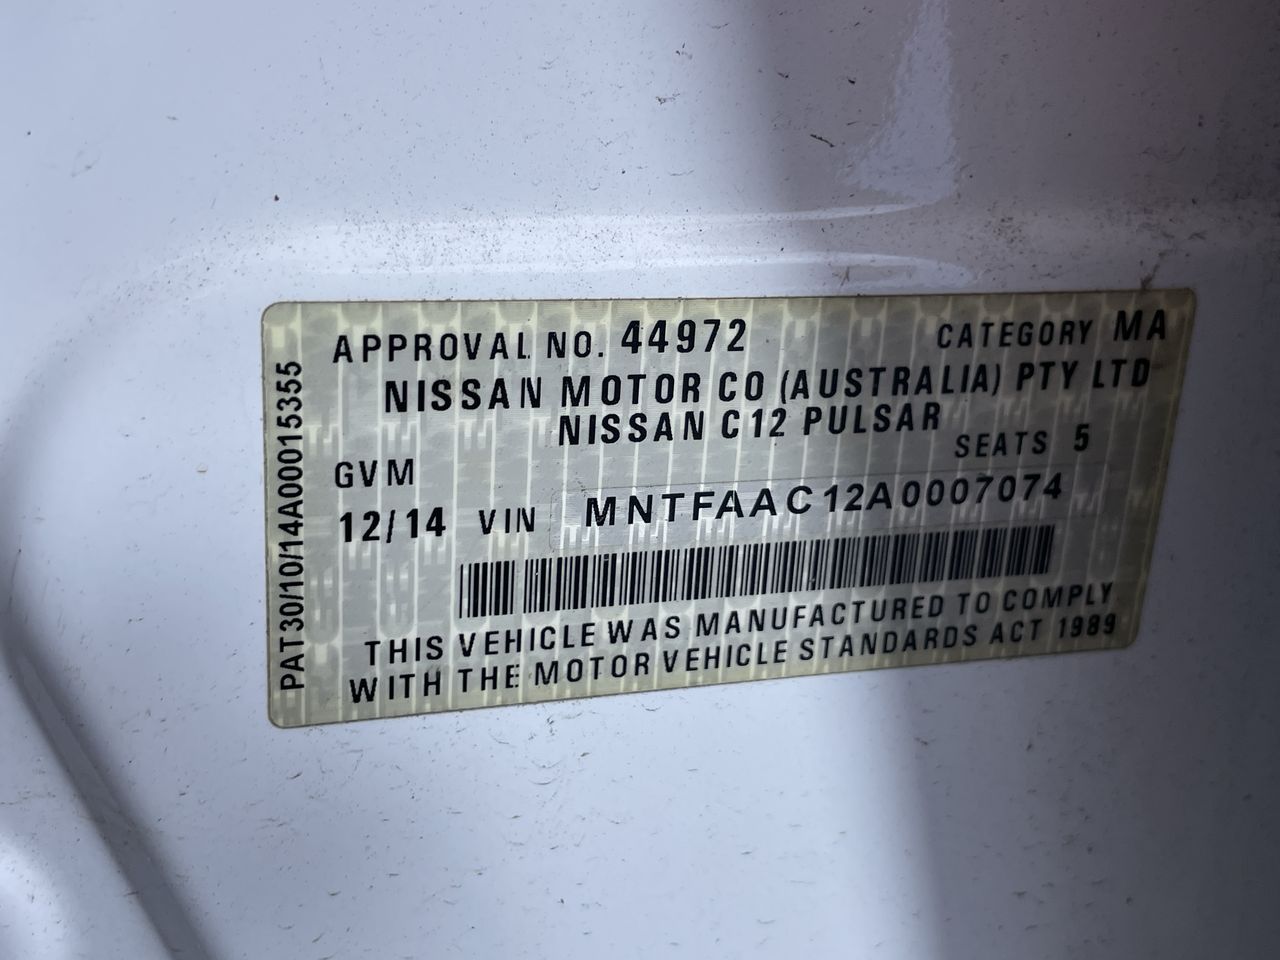 APPROVAL NO. 44972 CATEGORY MA
NISSAN MOTOR CO (AUSTRALIA) PTY LTD
NISSAN C12 PULSAR
SEATS 5
GVM
12/14 VIN MNTFAAC12A0007074
THIS VEHICLE WAS MANUFACTURED TO COMPLY
WITH THE MOTOR VEHICLE STANDARDS ACT 1989
PAT30/10/14A00015355